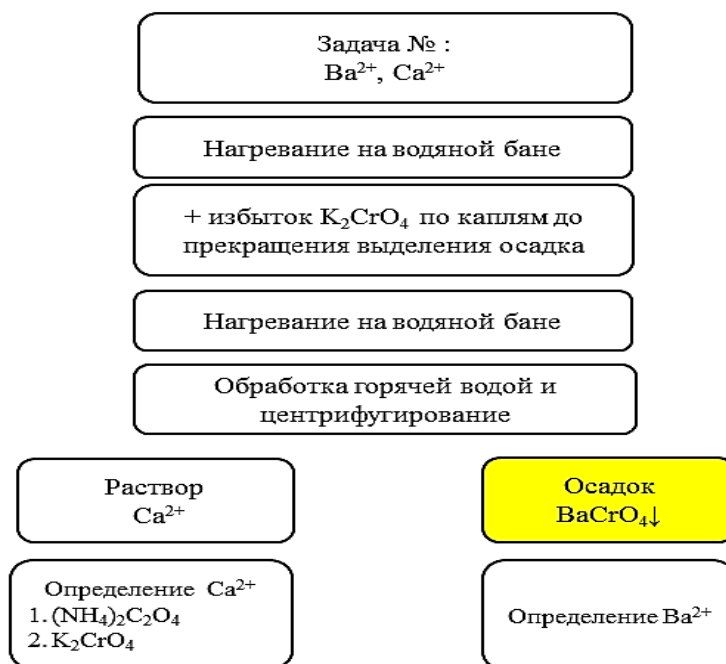 Задача № :
Ba²⁺, Ca²⁺
Нагревание на водяной бане
+ избыток K₂CrO₄ по каплям до
прекращения выделения осадка
Нагревание на водяной бане
Обработка горячей водой и
центрифугирование
Раствор
Ca²⁺
Осадок
BaCrO₄↓
Определение Ca²⁺
1. (NH₄)₂C₂O₄
2. K₂CrO₄
Определение Ba²⁺